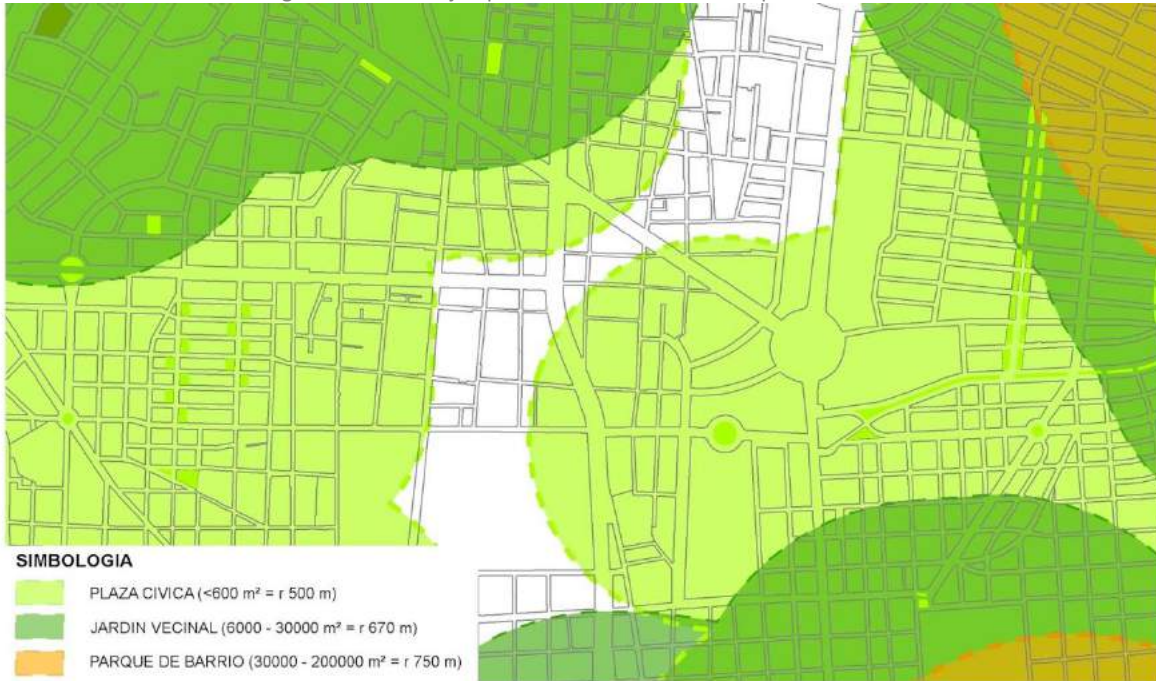 SIMBOLOGIA
PLAZA CIVICA (<600 m² = r 500 m)
JARDIN VECINAL (6000 - 30000 m² = r 670 m)
PARQUE DE BARRIO (30000 - 200000 m² = r 750 m)